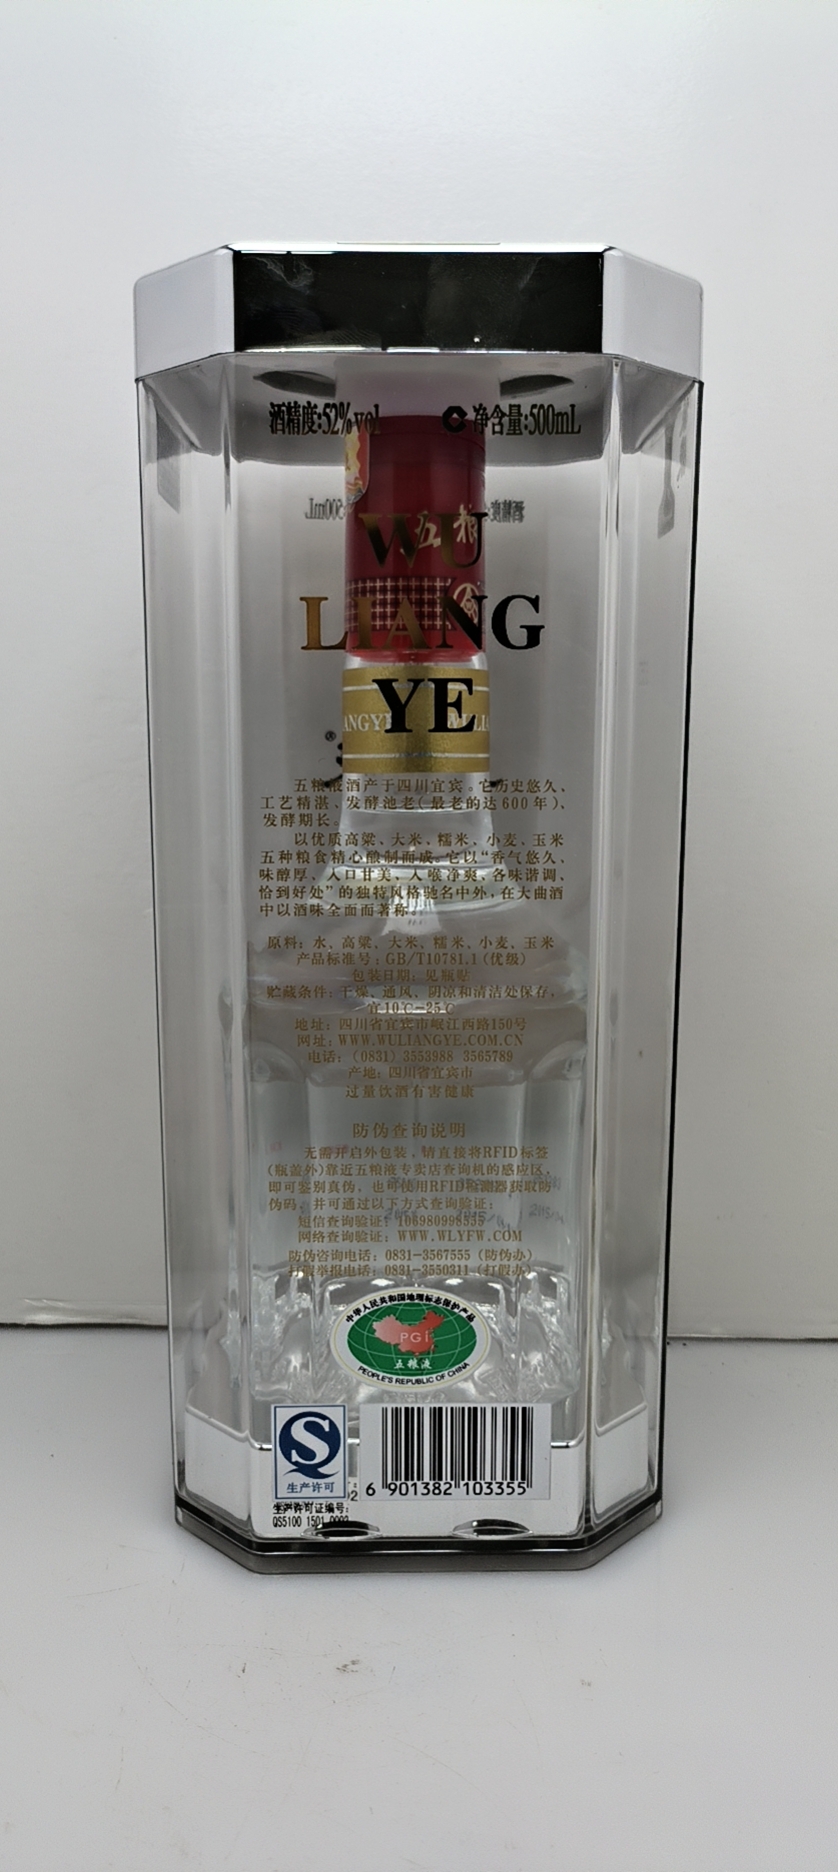 酒精度:52%vol
净含量:500mL
五粮
WU
LIANG
YE
五粮液酒产于四川宜宾。它历史悠久、
工艺精湛、发酵池老(最老的达600年)、
发酵期长。
以优质高粱、大米、糯米、小麦、玉米
五种粮食精心酿制而成。它以“香气悠久、
味醇厚、入口甘美、入喉净爽、各味谐调、
恰到好处”的独特风格驰名中外,在大曲酒
中以酒味全面而著称。
原料:水、高粱、大米、糯米、小麦、玉米
产品标准号:GB/T10781.1(优级)
包装日期:见瓶贴
贮藏条件:干燥、通风、阴凉和清洁处保存,
宜10℃-25℃
地址:四川省宜宾市岷江西路150号
网址:WWW.WULIANGYE.COM.CN
电话:(0831) 3553988 3565789
产地:四川省宜宾市
过量饮酒有害健康
防伪查询说明
无需开启外包装,请直接将RFID标签
(瓶盖外)靠近五粮液专卖店查询机的感应区,
即可鉴别真伪,也可使用RFID检测器获取防
伪码,并可通过以下方式查询验证:
短信查询验证:106980998555
网络查询验证:WWW.WLYFW.COM
防伪咨询电话:0831-3567555(防伪办)
打假举报电话:0831-3550311(打假办)
中华人民共和国地理标志保护产品
PGI
五粮液
PEOPLE'S REPUBLIC OF CHINA
生产许可
6 901382 103355
生产许可证编号:
QS5100 1501